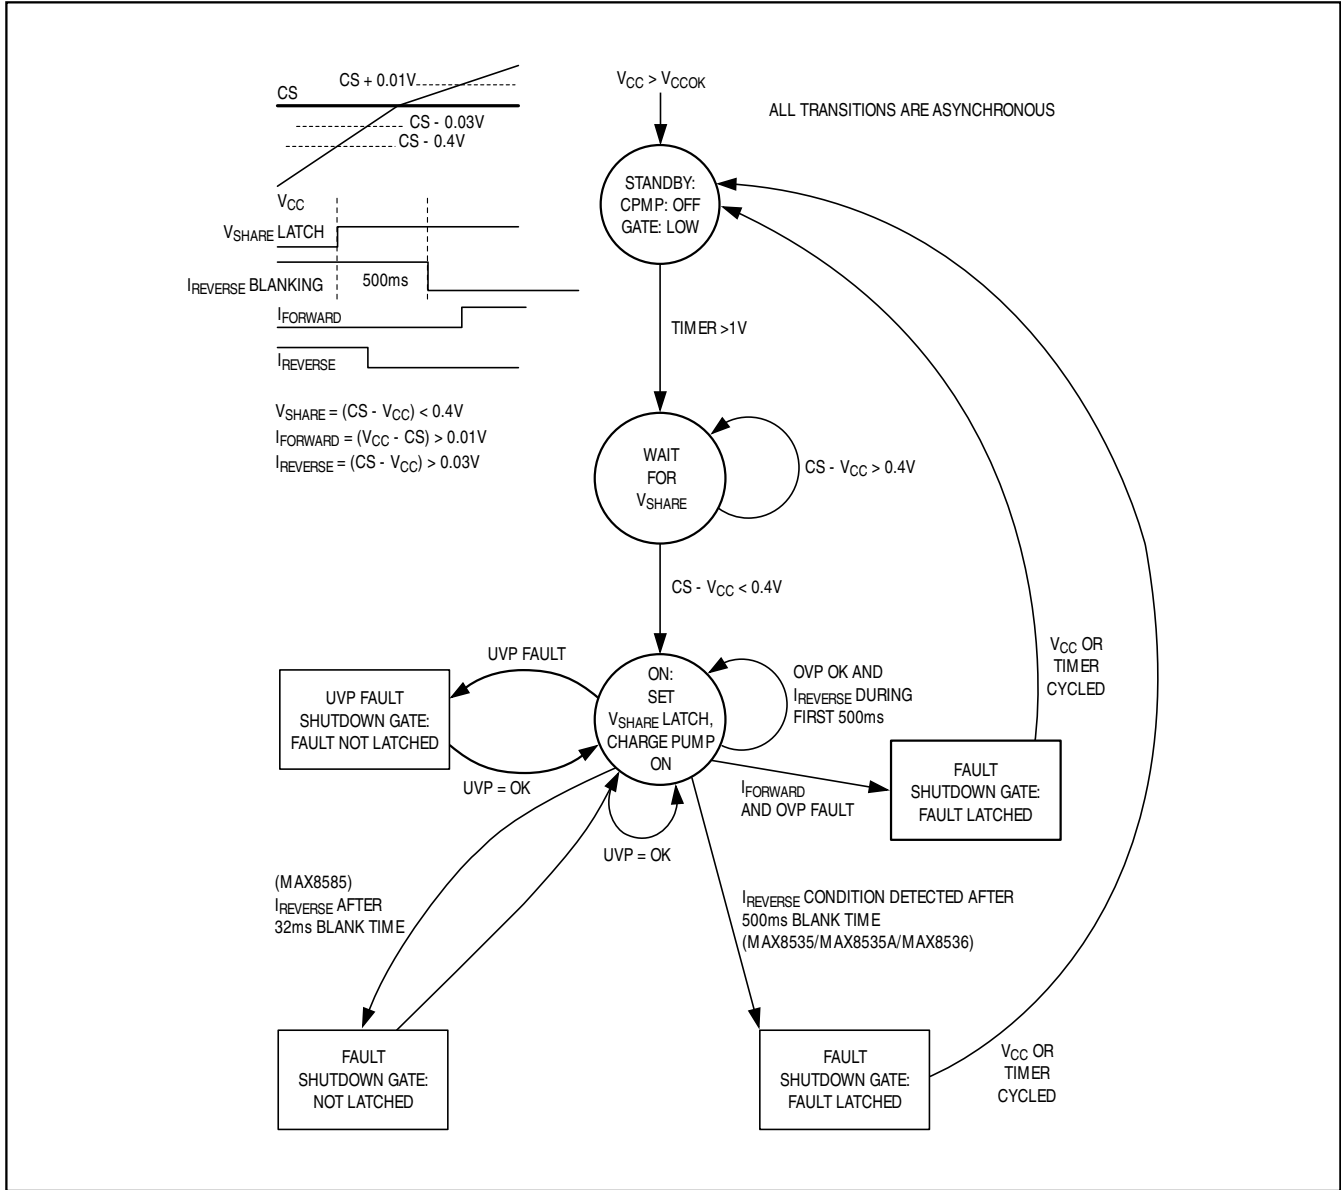 CS + 0.01V
CS
CS - 0.03V
CS - 0.4V
VCC
VSHARE LATCH
IREVERSE BLANKING
500ms
IFORWARD
IREVERSE
VSHARE = (CS - VCC) < 0.4V
IFORWARD = (VCC - CS) > 0.01V
IREVERSE = (CS - VCC) > 0.03V
VCC > VCCOK
ALL TRANSITIONS ARE ASYNCHRONOUS
STANDBY:
CPMP: OFF
GATE: LOW
TIMER >1V
WAIT
FOR
VSHARE
CS - VCC > 0.4V
CS - VCC < 0.4V
UVP FAULT
UVP FAULT
SHUTDOWN GATE:
FAULT NOT LATCHED
UVP = OK
ON:
SET
VSHARE LATCH,
CHARGE PUMP
ON
OVP OK AND
IREVERSE DURING
FIRST 500ms
VCC OR
TIMER
CYCLED
IFORWARD
AND OVP FAULT
FAULT
SHUTDOWN GATE:
FAULT LATCHED
UVP = OK
(MAX8585)
IREVERSE AFTER
32ms BLANK TIME
IREVERSE CONDITION DETECTED AFTER
500ms BLANK TIME
(MAX8535/MAX8535A/MAX8536)
FAULT
SHUTDOWN GATE:
NOT LATCHED
FAULT
SHUTDOWN GATE:
FAULT LATCHED
VCC OR
TIMER
CYCLED